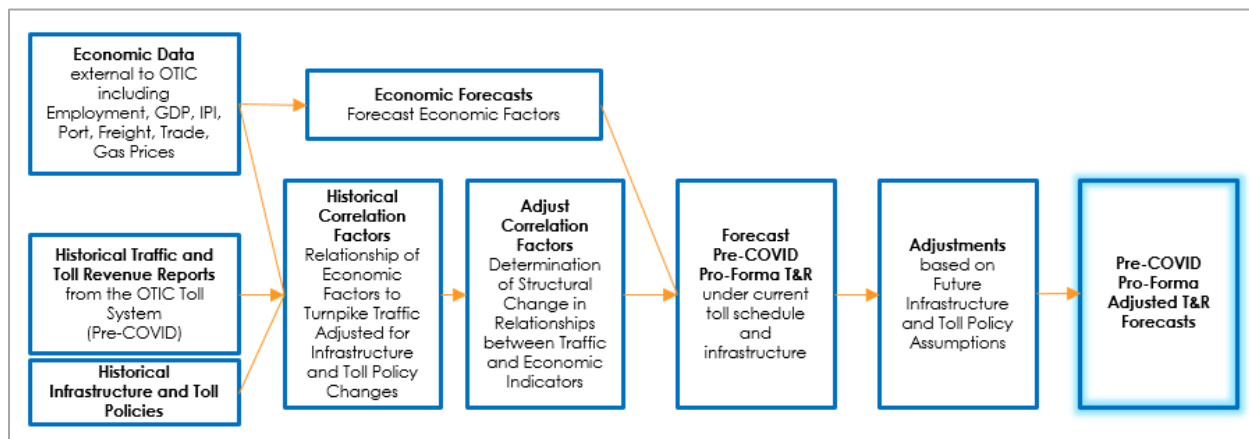 Economic Data
external to OTIC
including
Employment, GDP, IPI,
Port, Freight, Trade,
Gas Prices
Economic Forecasts
Forecast Economic Factors
Historical Traffic and
Toll Revenue Reports
from the OTIC Toll
System
(Pre-COVID)
Historical
Infrastructure and Toll
Policies
Historical
Correlation
Factors
Relationship of
Economic
Factors to
Turnpike Traffic
Adjusted for
Infrastructure
and Toll Policy
Changes
Adjust
Correlation
Factors
Determination
of Structural
Change in
Relationships
between Traffic
and Economic
Indicators
Forecast
Pre-COVID
Pro-Forma T&R
under current
toll schedule
and
infrastructure
Adjustments
based on
Future
Infrastructure
and Toll Policy
Assumptions
Pre-COVID
Pro-Forma
Adjusted T&R
Forecasts